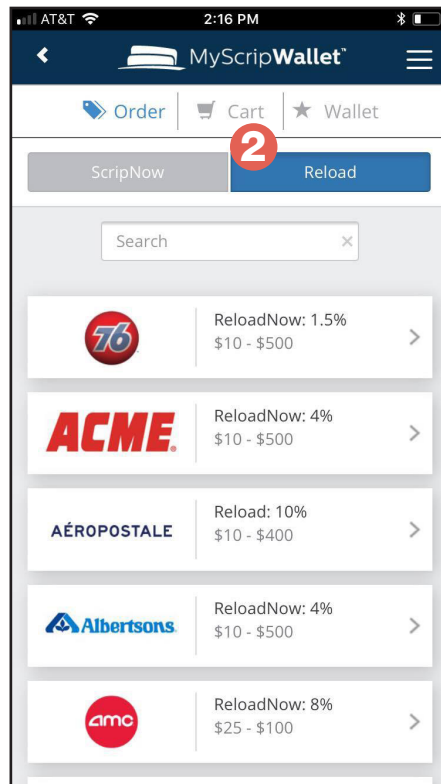 AT&T 2:16 PM
MyScripWallet™
Order Cart ★ Wallet
2
ScripNow Reload
Search ×
76
ReloadNow: 1.5%
$10 - $500
ACME.
ReloadNow: 4%
$10 - $500
AÉROPOSTALE
Reload: 10%
$10 - $400
Albertsons
ReloadNow: 4%
$10 - $500
amc
ReloadNow: 8%
$25 - $100